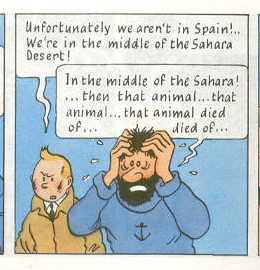 Unfortunately we aren't in Spain!..
We're in the middle of the Sahara
Desert!
In the middle of the Sahara!
...then that animal...that
animal...that animal died
of... died of...